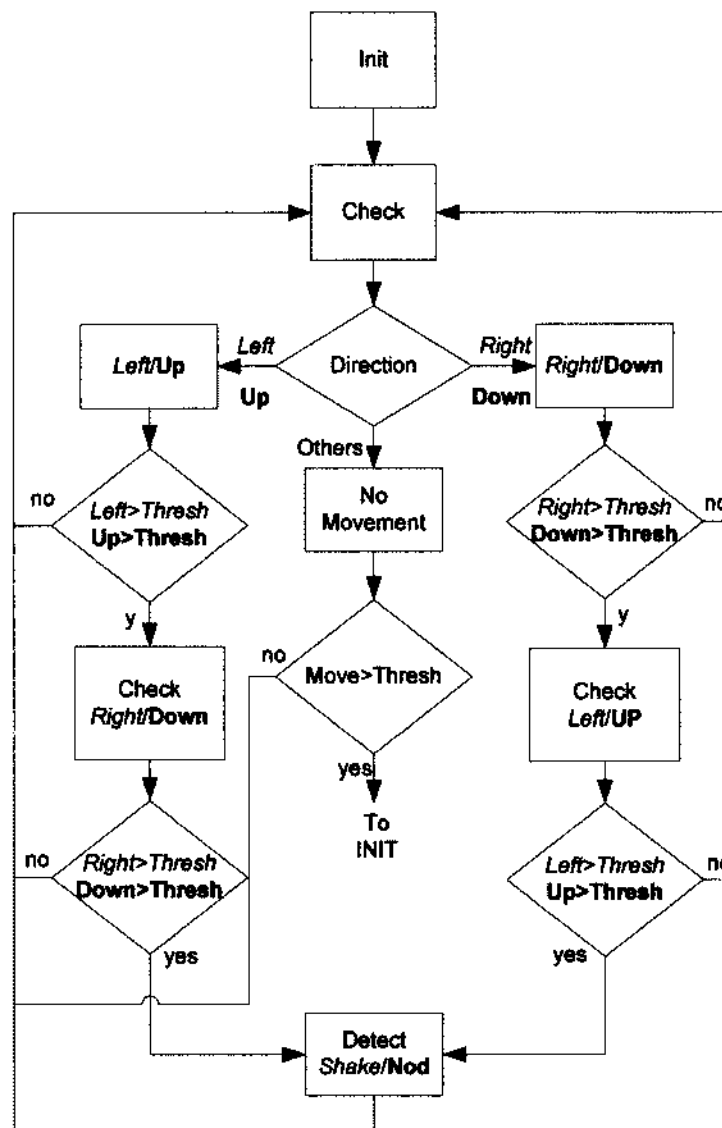 Init
Check
Direction
Left
Up
Right
Down
Others
Left/Up
Right/Down
No
Movement
no
Left>Thresh
Up>Thresh
Right>Thresh
Down>Thresh
no
y
y
no
Move>Thresh
yes
To
INIT
Check
Right/Down
Check
Left/UP
no
Right>Thresh
Down>Thresh
yes
Left>Thresh
Up>Thresh
no
yes
Detect
Shake/Nod